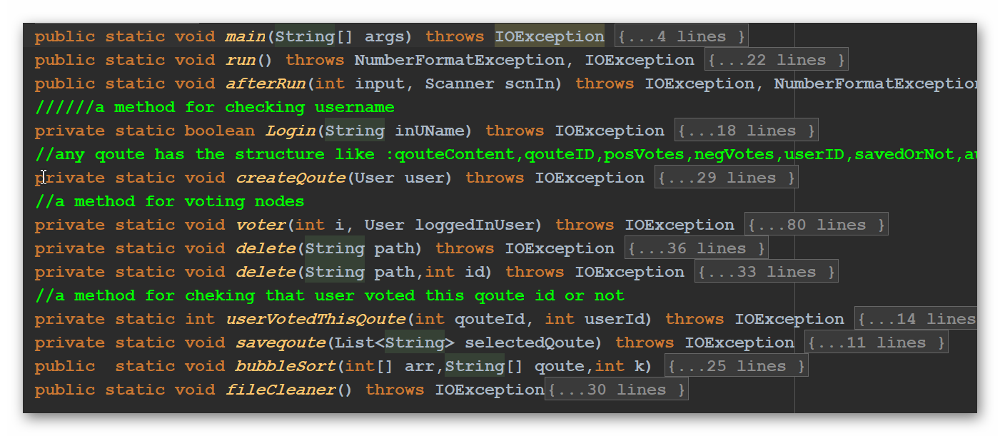 public static void main(String[] args) throws IOException {...4 lines }
public static void run() throws NumberFormatException, IOException {...22 lines }
public static void afterRun(int input, Scanner scnIn) throws IOException, NumberFormatException
//////a method for checking username
private static boolean Login(String inUName) throws IOException {...18 lines }
//any qoute has the structure like :qouteContent,qouteID,posVotes,negVotes,userID,savedOrNot,au
private static void createQoute(User user) throws IOException {...29 lines }
//a method for voting nodes
private static void voter(int i, User loggedInUser) throws IOException {...80 lines }
private static void delete(String path) throws IOException {...36 lines }
private static void delete(String path,int id) throws IOException {...33 lines }
//a method for cheking that user voted this qoute id or not
private static int userVotedThisQoute(int qouteId, int userId) throws IOException {...14 lines
private static void saveqoute(List<String> selectedQoute) throws IOException {...11 lines }
public  static void bubbleSort(int[] arr,String[] qoute,int k) {...25 lines }
public static void fileCleaner() throws IOException{...30 lines }